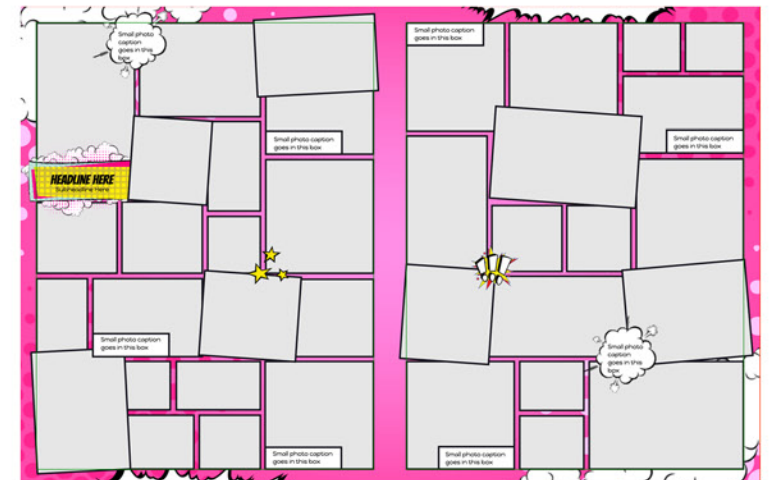 Small photo
caption
goes in this
box
Small photo caption
goes in this box
HEADLINE HERE
Subheadline Here
Small photo caption
goes in this box
Small photo caption
goes in this box
Small photo caption
goes in this box
Small photo caption
goes in this box
Small photo
caption
goes in this
box
Small photo caption
goes in this box